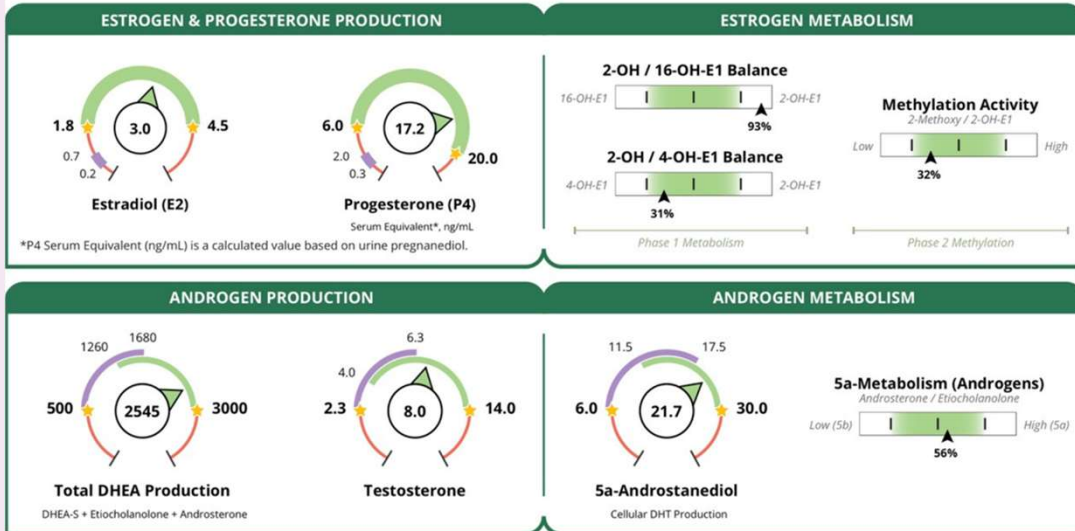 ESTROGEN & PROGESTERONE PRODUCTION
1.8
3.0
4.5
0.7
0.2
Estradiol (E2)
6.0
17.2
20.0
2.0
0.3
Progesterone (P4)
Serum Equivalent*, ng/mL
*P4 Serum Equivalent (ng/mL) is a calculated value based on urine pregnanediol.
ESTROGEN METABOLISM
2-OH / 16-OH-E1 Balance
16-OH-E1
2-OH-E1
93%
2-OH / 4-OH-E1 Balance
4-OH-E1
2-OH-E1
31%
Phase 1 Metabolism
Methylation Activity
2-Methoxy / 2-OH-E1
Low
High
32%
Phase 2 Methylation
ANDROGEN PRODUCTION
1260
1680
500
2545
3000
Total DHEA Production
DHEA-S + Etiocholanolone + Androsterone
6.3
4.0
2.3
8.0
14.0
Testosterone
ANDROGEN METABOLISM
11.5
17.5
6.0
21.7
30.0
5a-Androstanediol
Cellular DHT Production
5a-Metabolism (Androgens)
Androsterone / Etiocholanolone
Low (5b)
High (5a)
56%